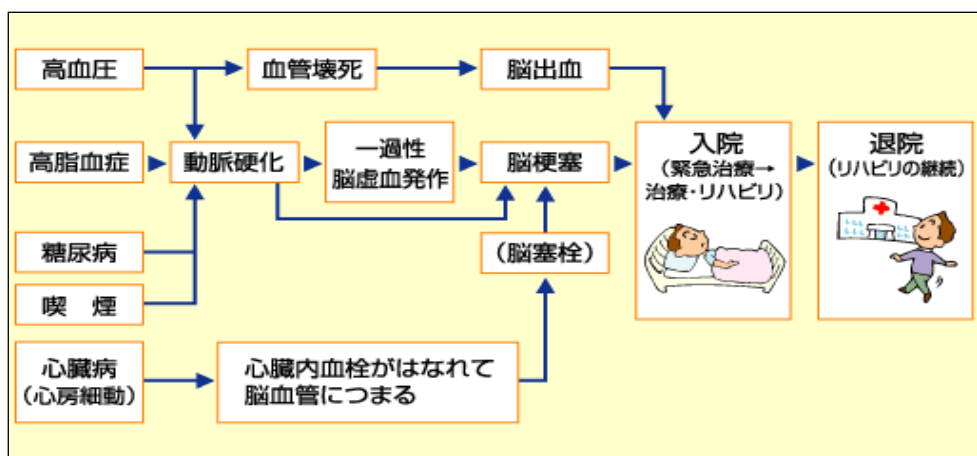 高血圧
血管壊死
脳出血
高脂血症
動脈硬化
一過性
脳虚血発作
脳梗塞
入院
(緊急治療→
治療・リハビリ)
退院
(リハビリの継続)
糖尿病
(脳塞栓)
喫 煙
心臓病
(心房細動)
心臓内血栓がはなれて
脳血管につまる